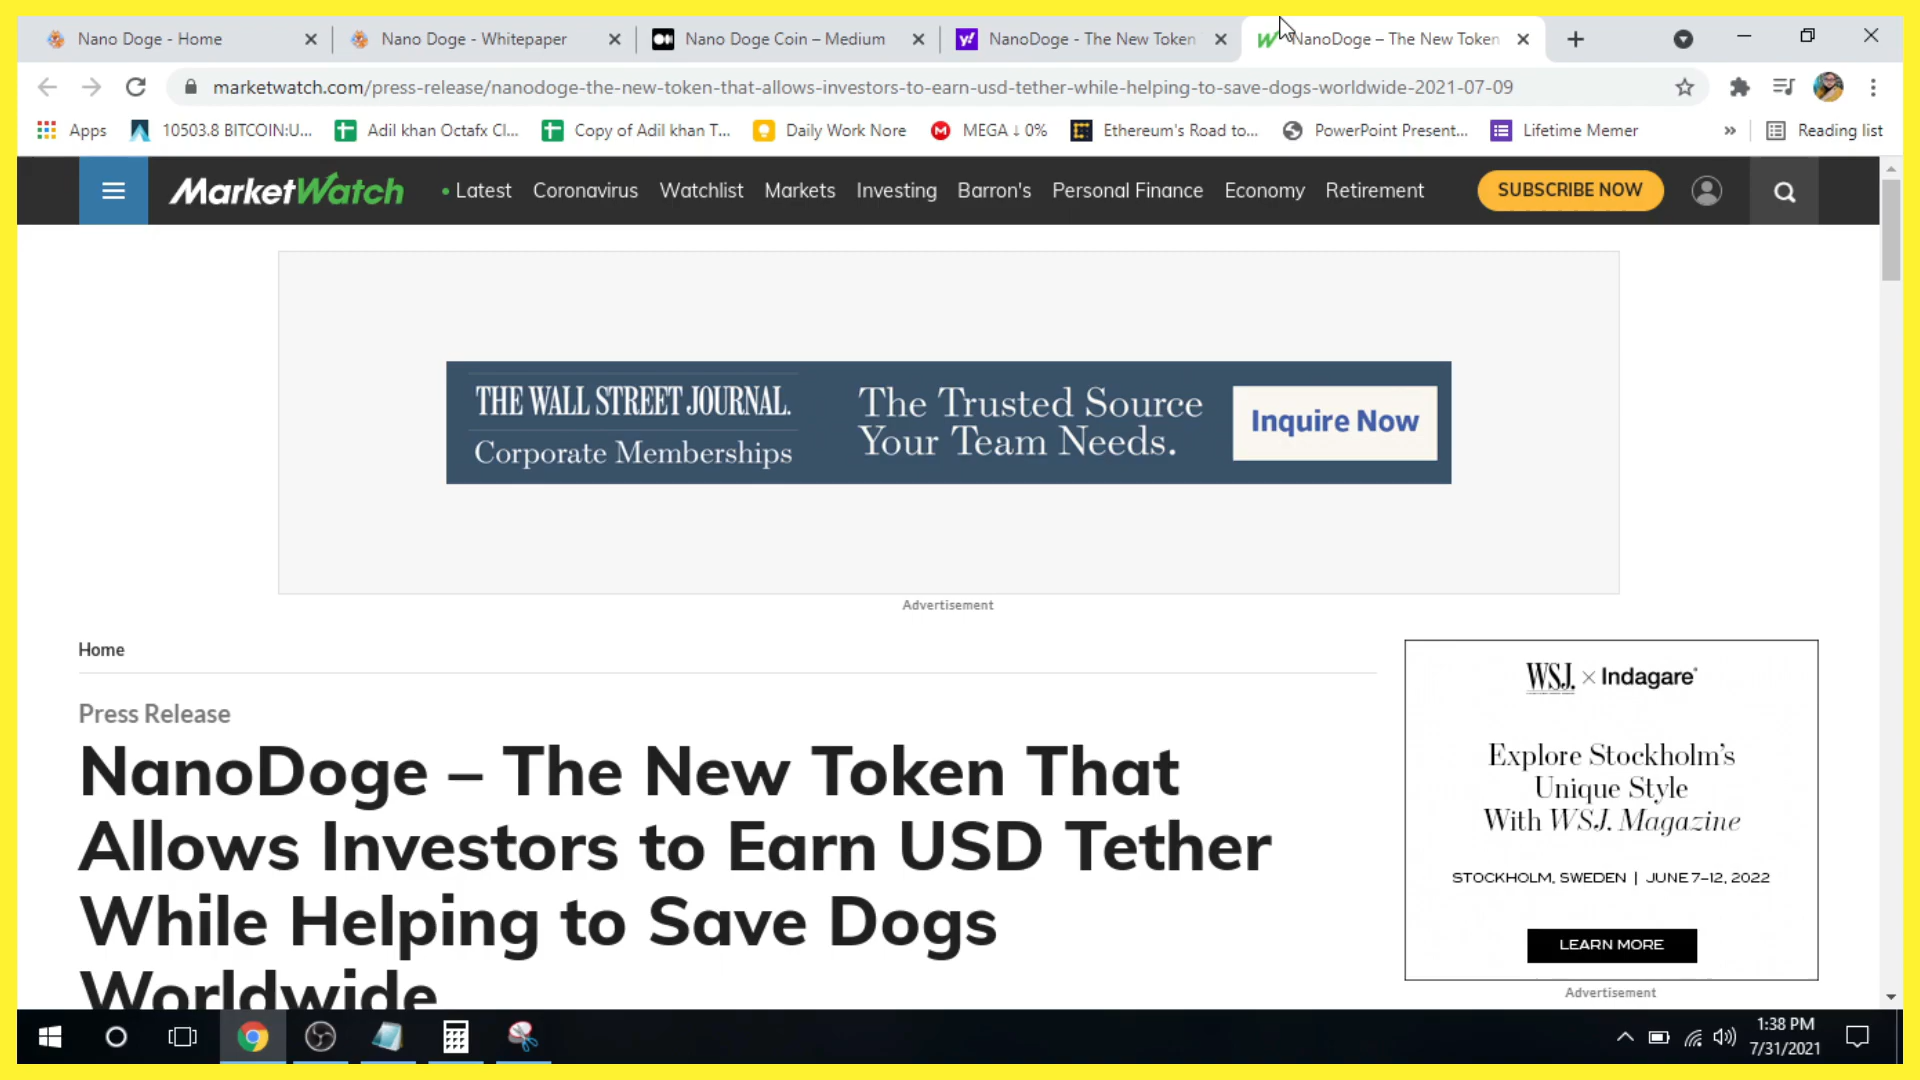 Nano Doge - Home
Nano Doge - Whitepaper
Nano Doge Coin – Medium
NanoDoge - The New Token
NanoDoge – The New Token
marketwatch.com/press-release/nanodoge-the-new-token-that-allows-investors-to-earn-usd-tether-while-helping-to-save-dogs-worldwide-2021-07-09
Apps
10503.8 BITCOIN:U...
Adil khan Octafx Cl...
Copy of Adil khan T...
Daily Work Nore
MEGA ↓ 0%
Ethereum's Road to...
PowerPoint Present...
Lifetime Memer
»
Reading list
MarketWatch
• Latest
Coronavirus
Watchlist
Markets
Investing
Barron's
Personal Finance
Economy
Retirement
SUBSCRIBE NOW
THE WALL STREET JOURNAL.
Corporate Memberships
The Trusted Source
Your Team Needs.
Inquire Now
Advertisement
Home
Press Release
NanoDoge – The New Token That
Allows Investors to Earn USD Tether
While Helping to Save Dogs
Worldwide
WSJ. × Indagare®
Explore Stockholm's
Unique Style
With WSJ. Magazine
STOCKHOLM, SWEDEN | JUNE 7–12, 2022
LEARN MORE
Advertisement
1:38 PM
7/31/2021